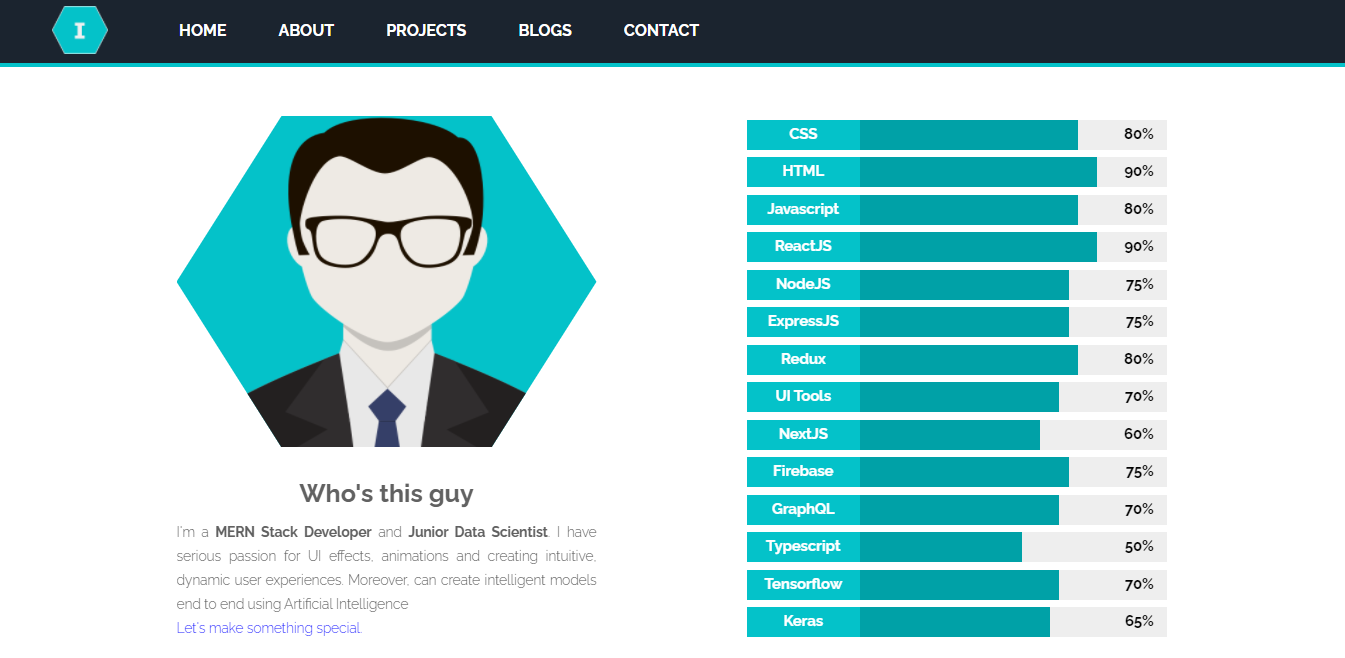 I
HOME ABOUT PROJECTS BLOGS CONTACT
Who's this guy
I'm a MERN Stack Developer and Junior Data Scientist. I have
serious passion for UI effects, animations and creating intuitive,
dynamic user experiences. Moreover, can create intelligent models
end to end using Artificial Intelligence
Let's make something special.
CSS 80%
HTML 90%
Javascript 80%
ReactJS 90%
NodeJS 75%
ExpressJS 75%
Redux 80%
UI Tools 70%
NextJS 60%
Firebase 75%
GraphQL 70%
Typescript 50%
Tensorflow 70%
Keras 65%